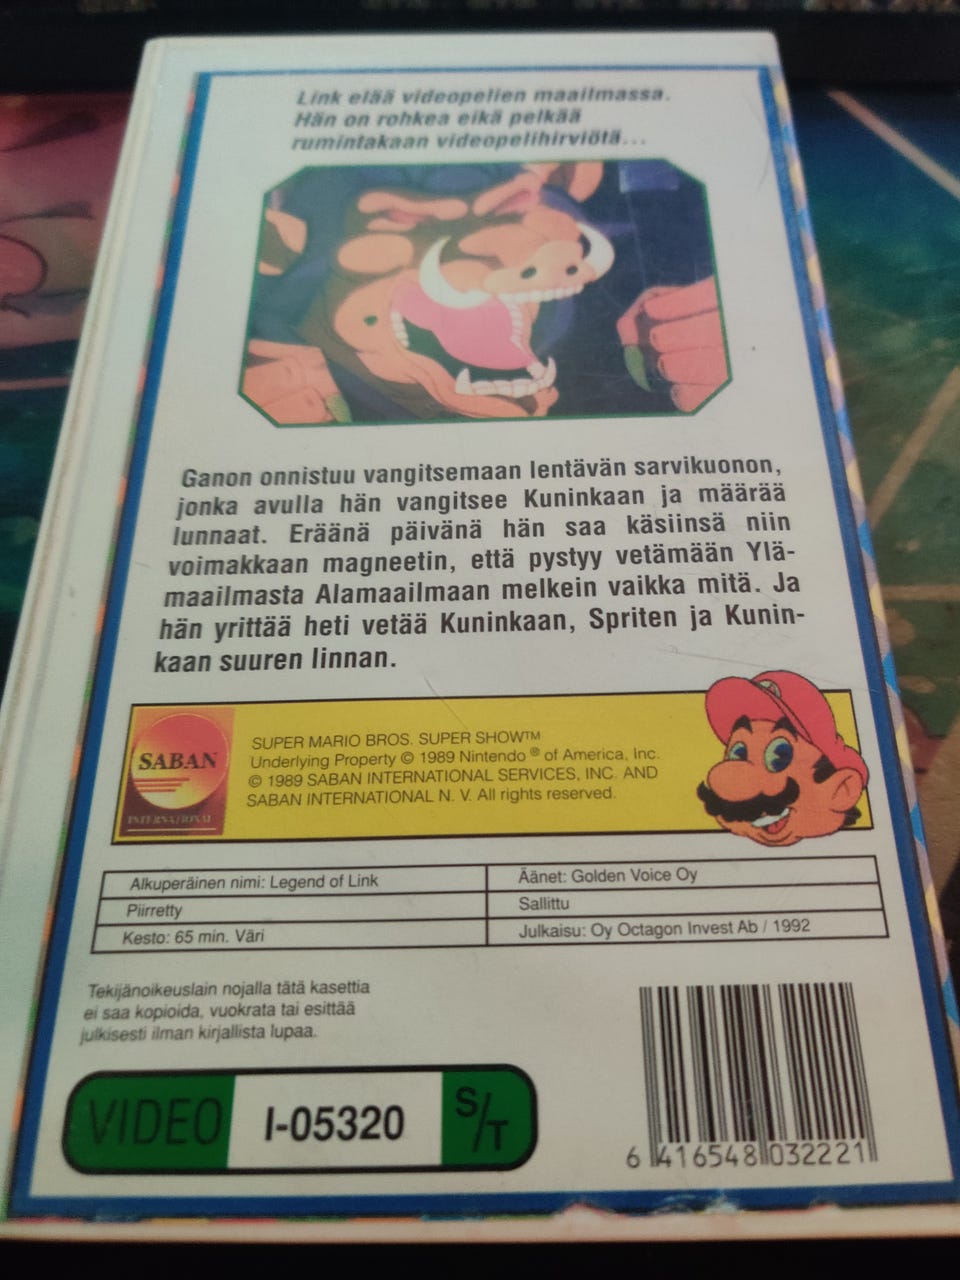 Link elää videopelien maailmassa.
Hän on rohkea eikä pelkää
rumintakaan videopelihirviötä...
Ganon onnistuu vangitsemaan lentävän sarvikuonon,
jonka avulla hän vangitsee Kuninkaan ja määrää
lunnaat. Eräänä päivänä hän saa käsiinsä niin
voimakkaan magneetin, että pystyy vetämään Ylä-
maailmasta Alamaailmaan melkein vaikka mitä. Ja
hän yrittää heti vetää Kuninkaan, Spriten ja Kunin-
kaan suuren linnan.
SABAN
INTERNATIONAL
SUPER MARIO BROS. SUPER SHOW™
Underlying Property © 1989 Nintendo ® of America, Inc.
© 1989 SABAN INTERNATIONAL SERVICES, INC. AND
SABAN INTERNATIONAL N. V. All rights reserved.
Alkuperäinen nimi: Legend of Link
Äänet: Golden Voice Oy
Piirretty
Sallittu
Kesto: 65 min. Väri
Julkaisu: Oy Octagon Invest Ab / 1992
Tekijänoikeuslain nojalla tätä kasettia
ei saa kopioida, vuokrata tai esittää
julkisesti ilman kirjallista lupaa.
VIDEO I-05320 S/T
6 416548 032221